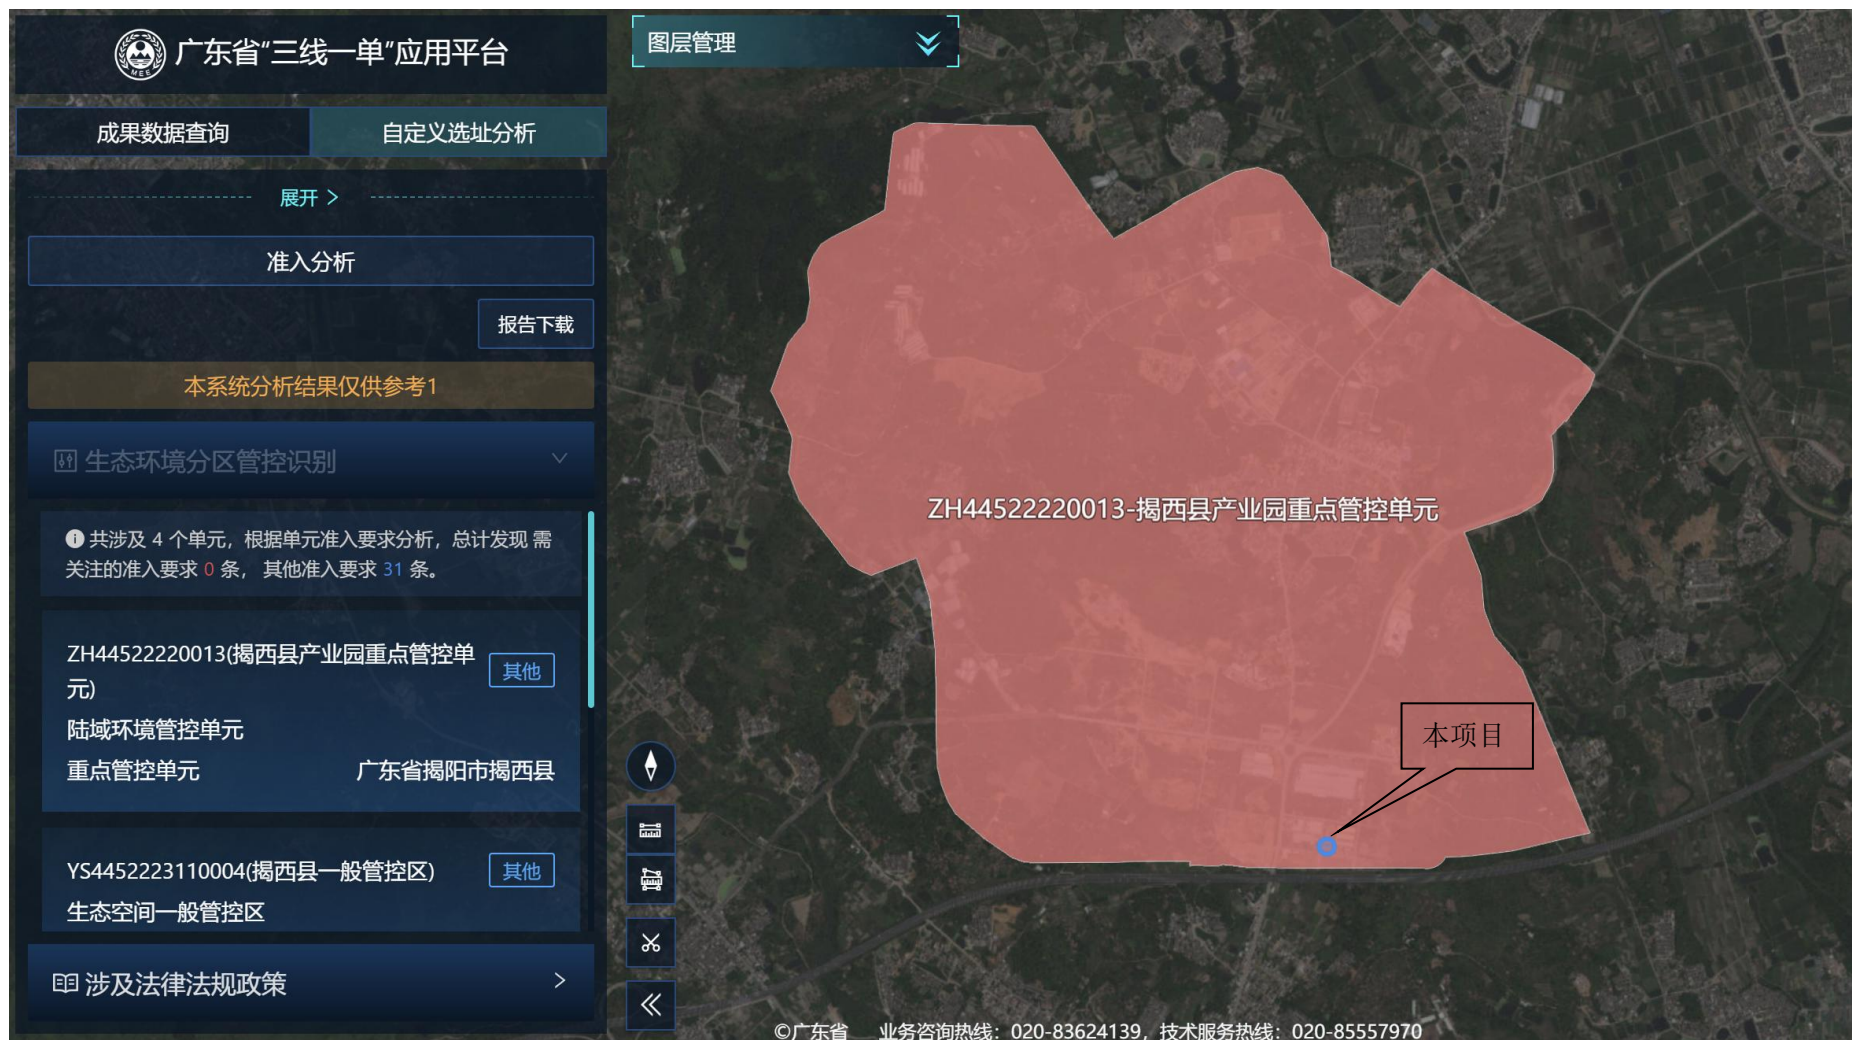 广东省“三线一单”应用平台
MEE
成果数据查询
自定义选址分析
展开 >
准入分析
报告下载
本系统分析结果仅供参考1
生态环境分区管控识别
共涉及 4 个单元，根据单元准入要求分析，总计发现 需
关注的准入要求 0 条， 其他准入要求 31 条。
ZH44522220013(揭西县产业园重点管控单
元)
其他
陆域环境管控单元
重点管控单元
广东省揭阳市揭西县
YS4452223110004(揭西县一般管控区)
其他
生态空间一般管控区
涉及法律法规政策
图层管理
ZH44522220013-揭西县产业园重点管控单元
本项目
©广东省 业务咨询热线：020-83624139，技术服务热线：020-85557970